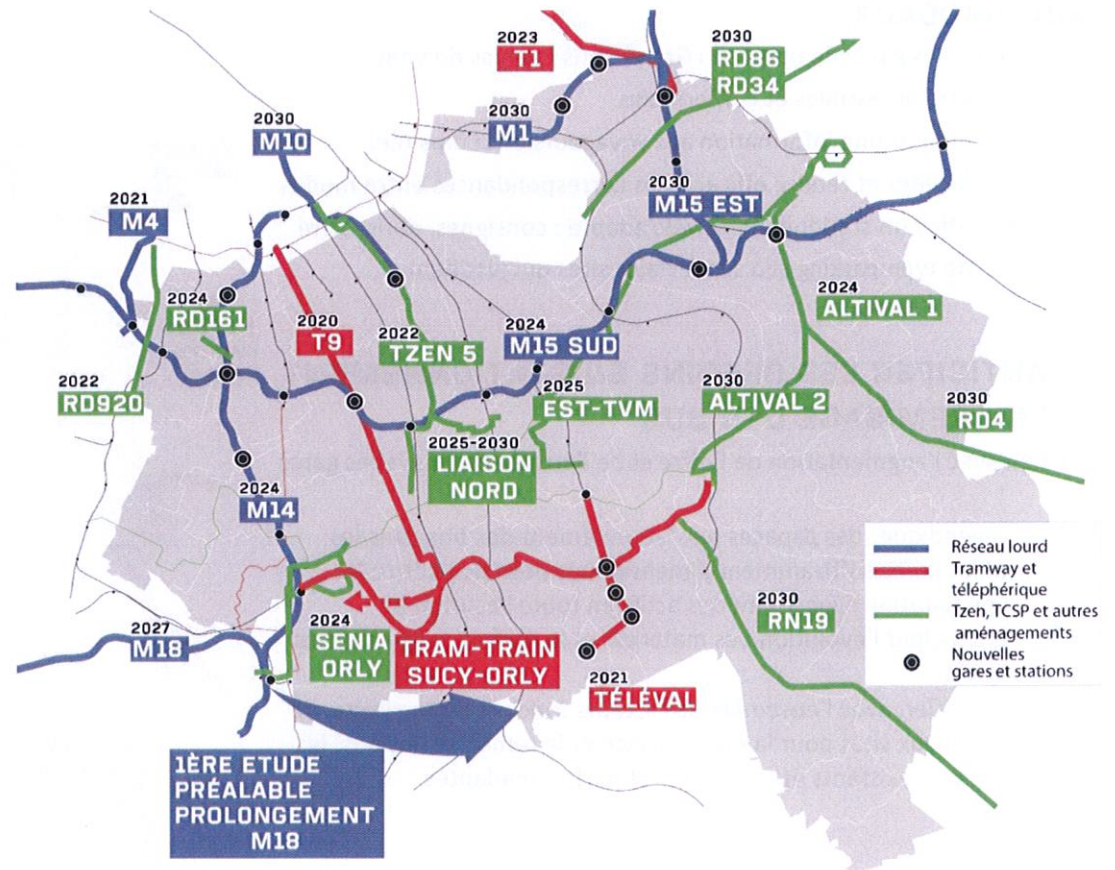 2023
T1
2030
RD86
RD34
2030
M1
2030
M10
2030
M15 EST
2021
M4
2024
RD161
2024
ALTIVAL 1
2020
T9
2022
TZEN 5
2024
M15 SUD
2022
RD920
2025
EST-TVM
2030
ALTIVAL 2
2030
RD4
2025-2030
LIAISON
NORD
2024
M14
Réseau lourd
Tramway et
téléphérique
Tzen, TCSP et autres
aménagements
Nouvelles
gares et stations
2030
RN19
2027
M18
2024
SENIA
ORLY
TRAM-TRAIN
SUCY-ORLY
2021
TÉLÉVAL
1ÈRE ETUDE
PRÉALABLE
PROLONGEMENT
M18